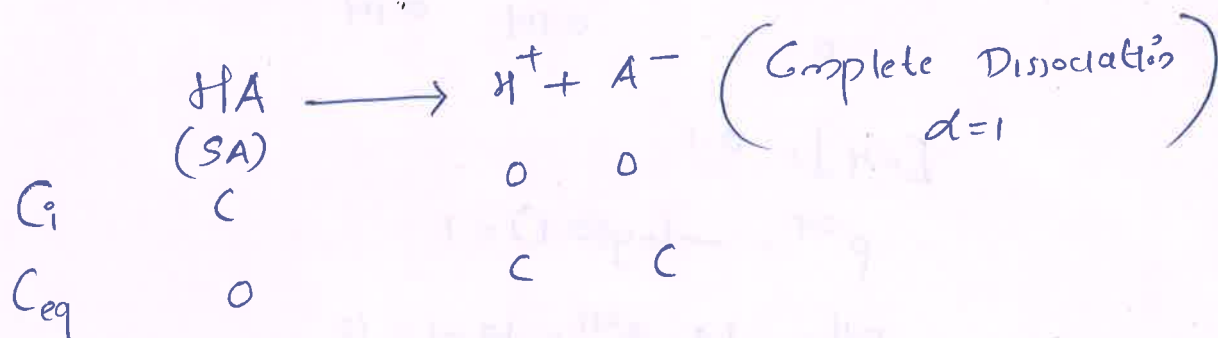 HA ⟶ H⁺ + A⁻ (Complete Dissociation
(SA) α=1)
Cᵢ C 0 0
Ceq 0 C C